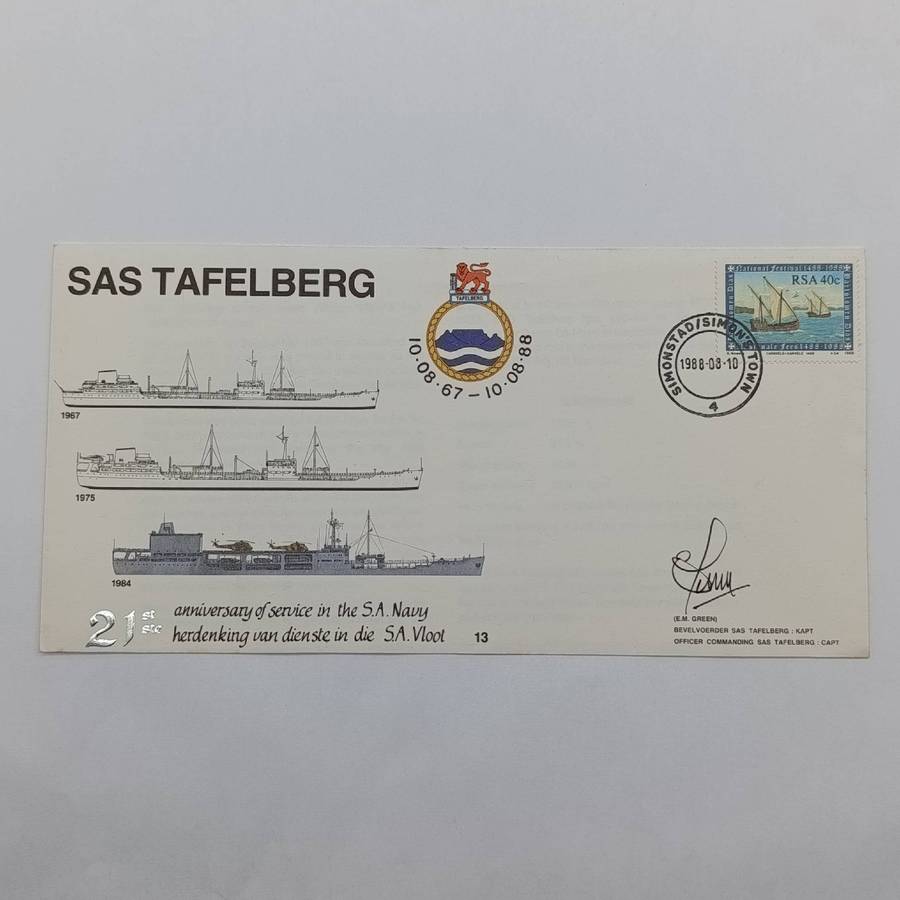 SAS TAFELBERG
TAFELBERG
10·08·67–10·08·88
RSA 40c
SIMONSTAD/SIMON'S TOWN
1988-08-10
4
1967
1975
1984
21st
ste
anniversary of service in the S.A. Navy
herdenking van dienste in die S.A. Vloot
13
(E.M. GREEN)
BEVELVOERDER SAS TAFELBERG : KAPT
OFFICER COMMANDING SAS TAFELBERG : CAPT